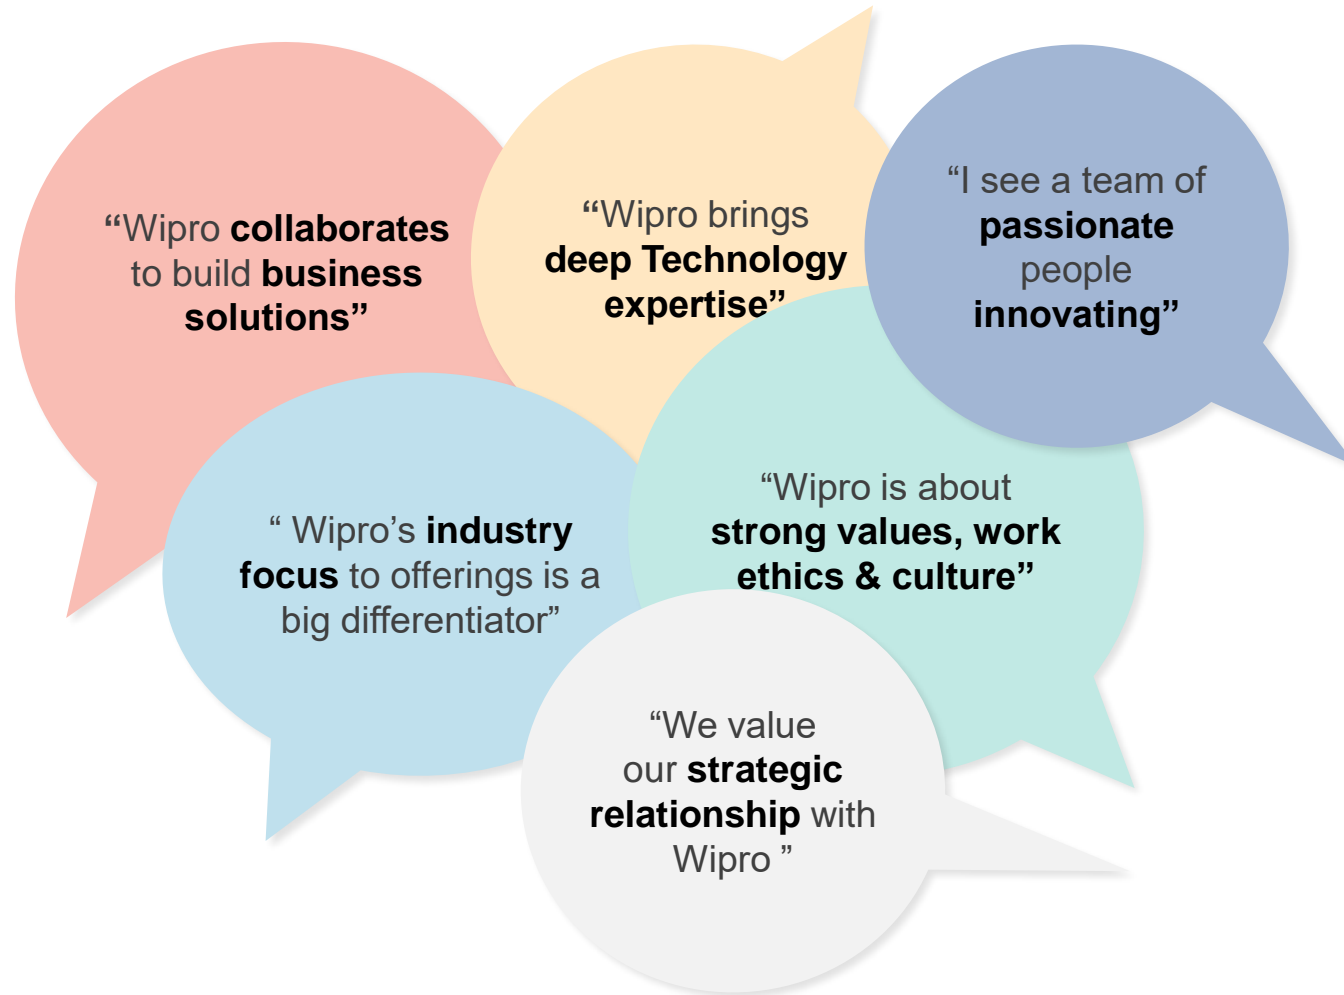 “Wipro collaborates
to build business
solutions”
“Wipro brings
deep Technology
expertise”
“I see a team of
passionate
people
innovating”
“ Wipro’s industry
focus to offerings is a
big differentiator”
“Wipro is about
strong values, work
ethics & culture”
“We value
our strategic
relationship with
Wipro ”